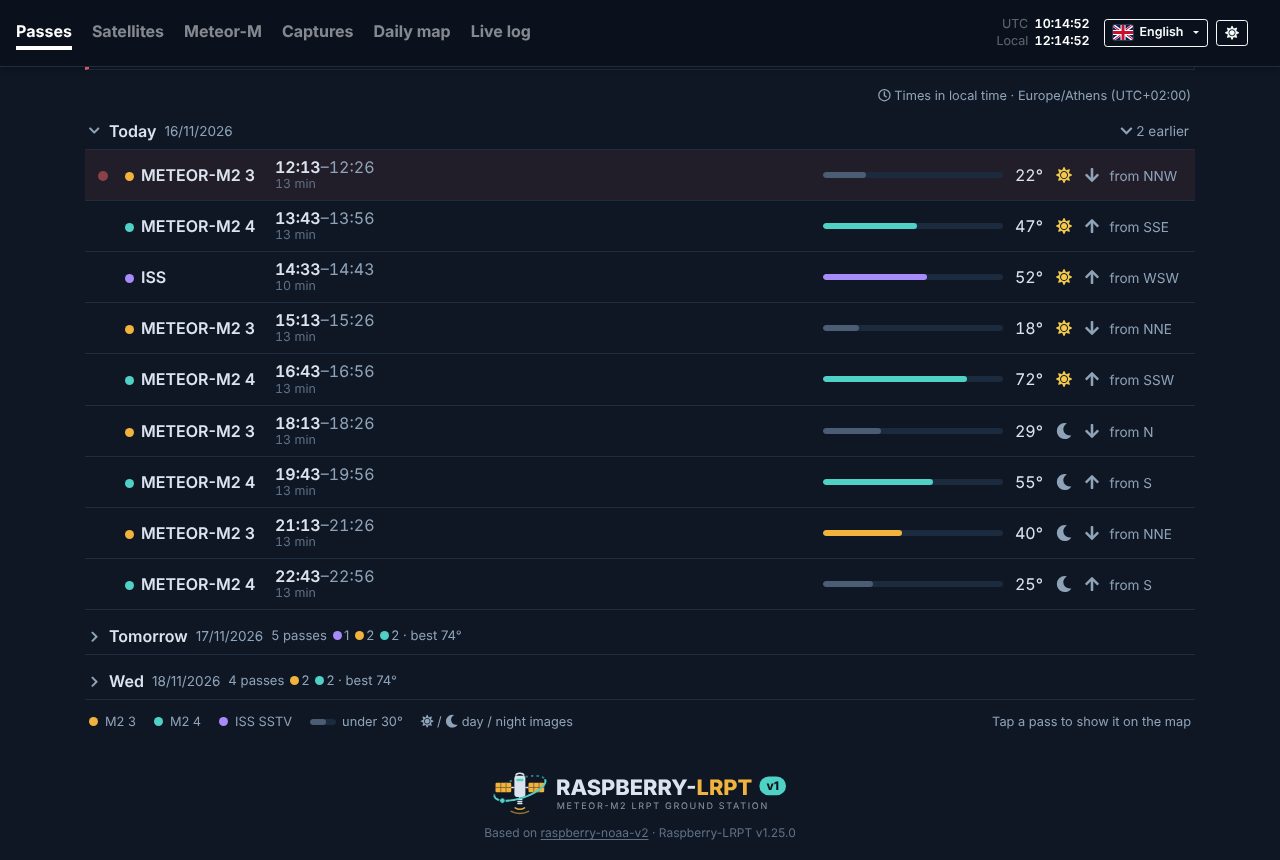 Passes Satellites Meteor-M Captures Daily map Live log
UTC 10:14:52
Local 12:14:52
English
Times in local time · Europe/Athens (UTC+02:00)
Today 16/11/2026 2 earlier
METEOR-M2 3 12:13–12:26 22° from NNW
13 min
METEOR-M2 4 13:43–13:56 47° from SSE
13 min
ISS 14:33–14:43 52° from WSW
10 min
METEOR-M2 3 15:13–15:26 18° from NNE
13 min
METEOR-M2 4 16:43–16:56 72° from SSW
13 min
METEOR-M2 3 18:13–18:26 29° from N
13 min
METEOR-M2 4 19:43–19:56 55° from S
13 min
METEOR-M2 3 21:13–21:26 40° from NNE
13 min
METEOR-M2 4 22:43–22:56 25° from S
13 min
Tomorrow 17/11/2026 5 passes 1 2 2 · best 74°
Wed 18/11/2026 4 passes 2 2 · best 74°
M2 3 M2 4 ISS SSTV under 30° / day / night images Tap a pass to show it on the map
RASPBERRY-LRPT v1
METEOR-M2 LRPT GROUND STATION
Based on raspberry-noaa-v2 · Raspberry-LRPT v1.25.0